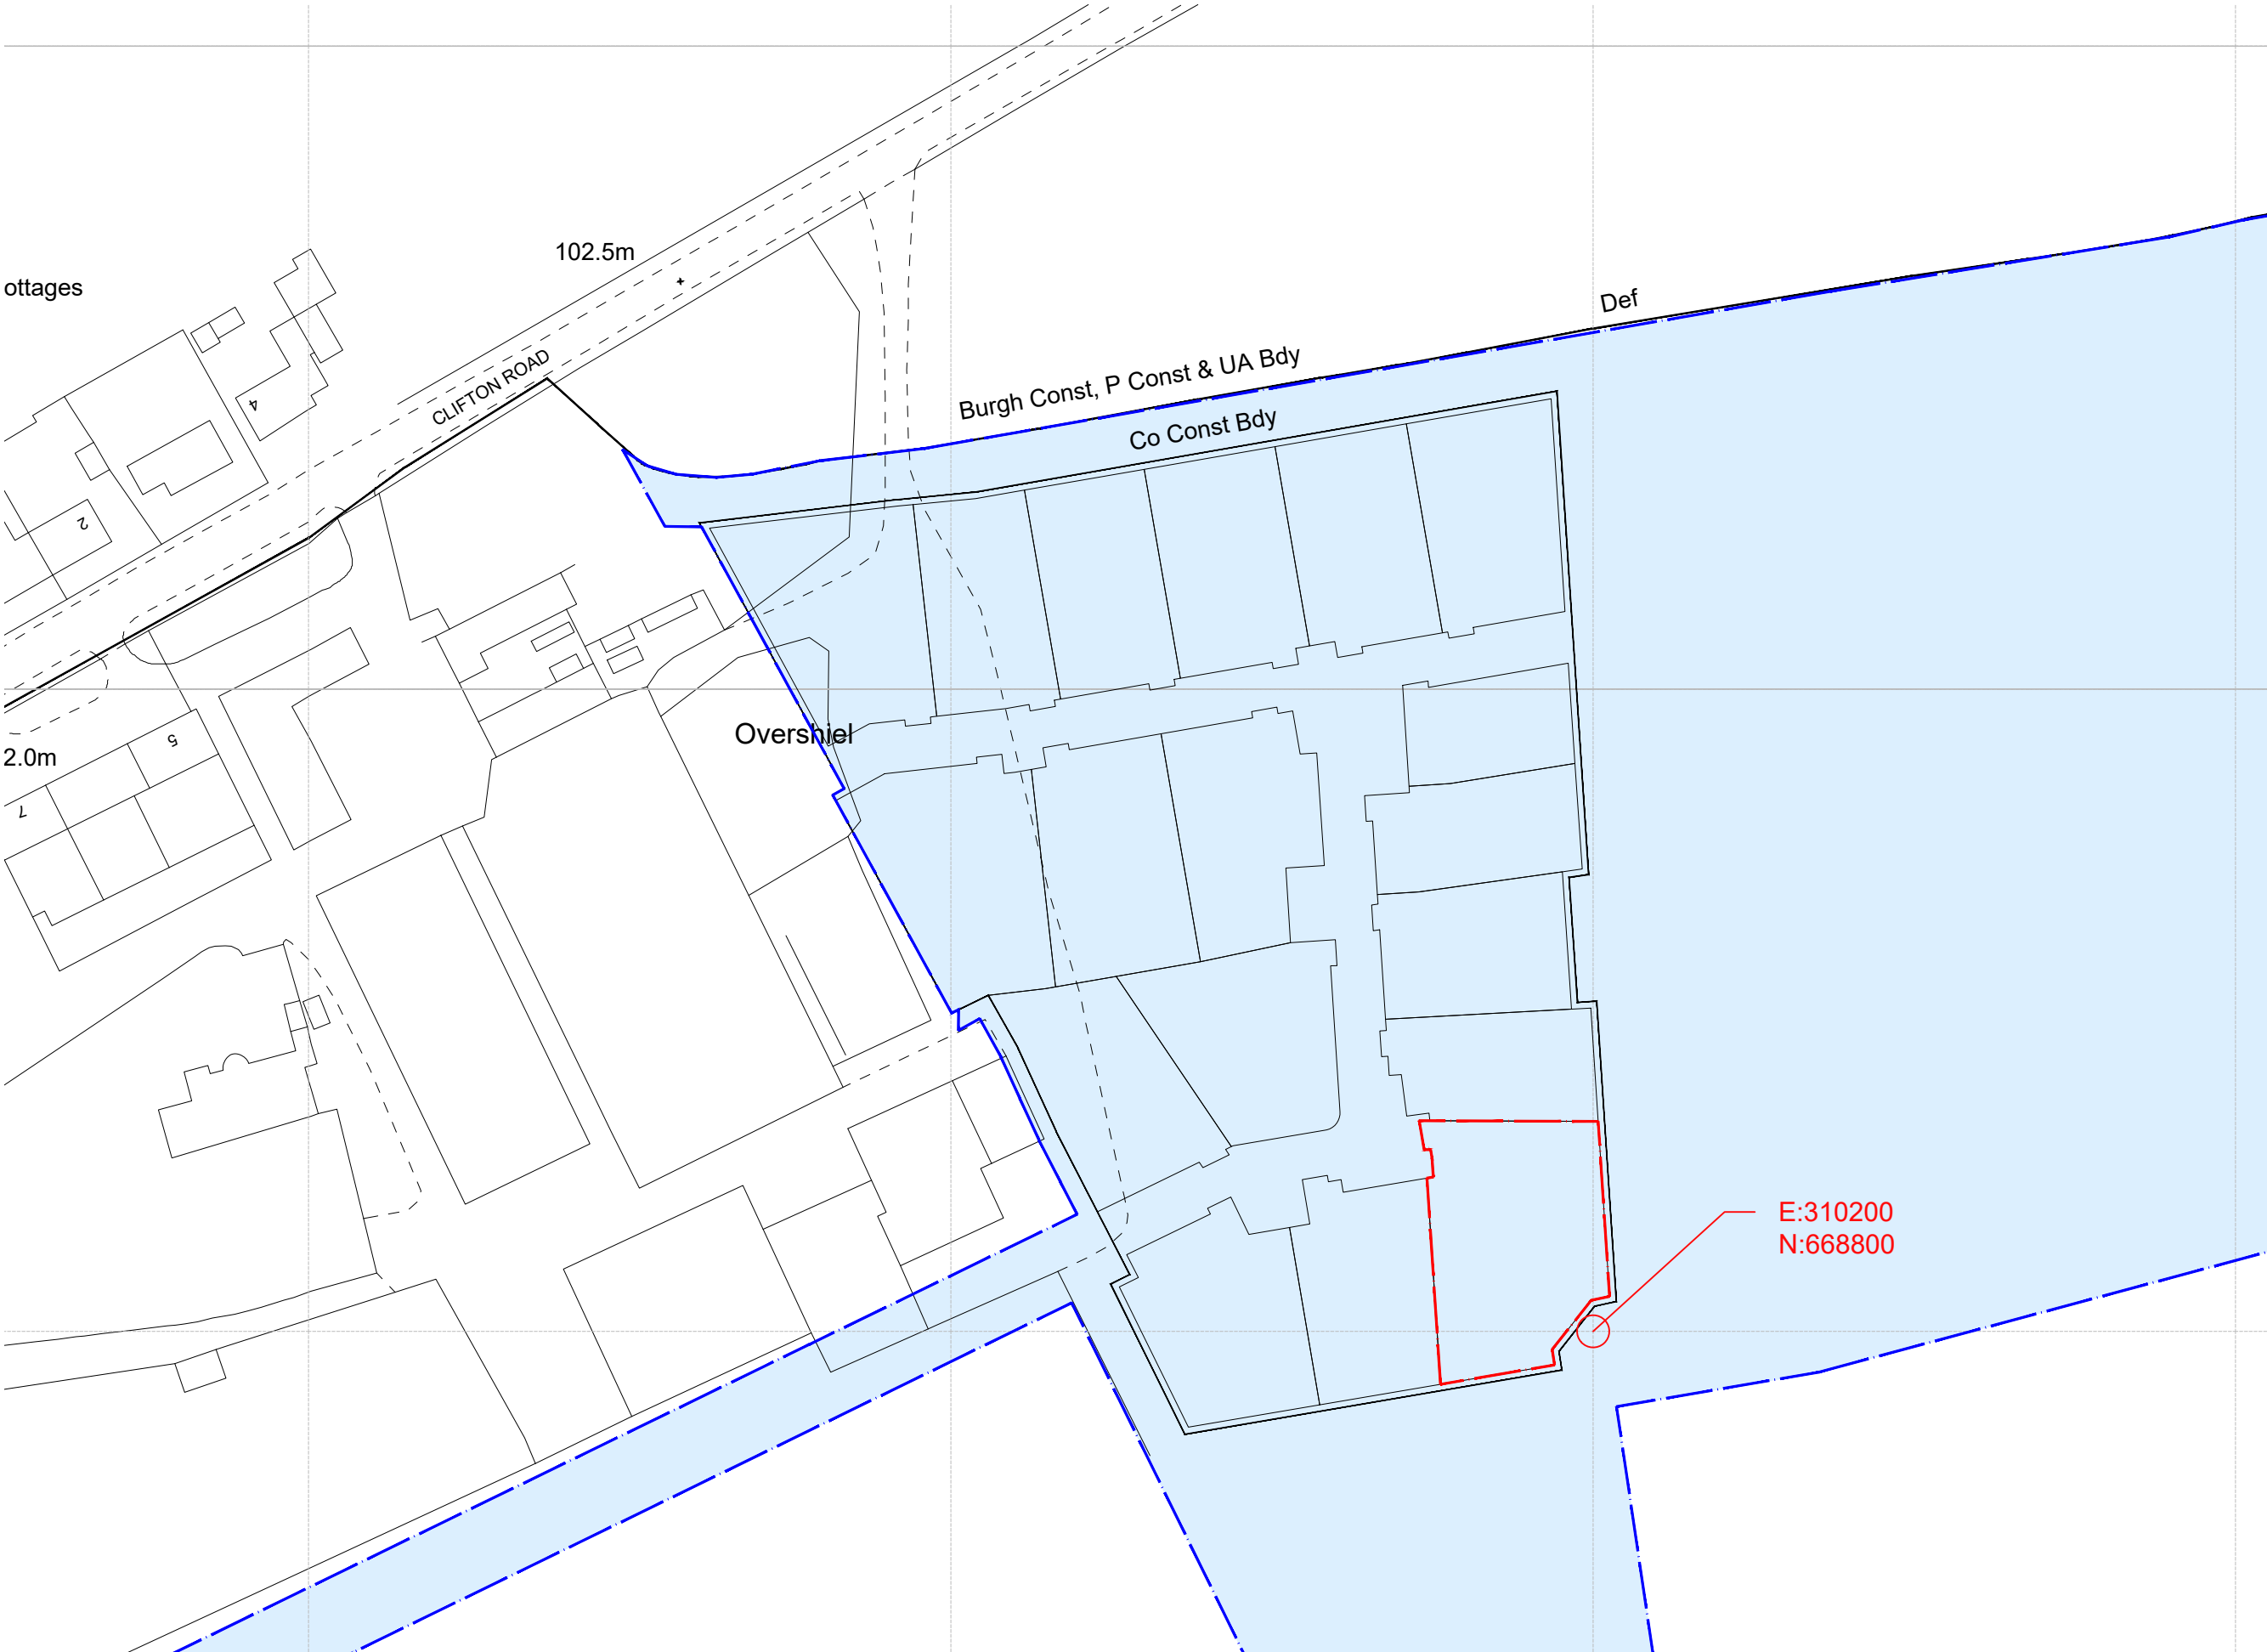 102.5m
ottages
Def
CLIFTON ROAD
Burgh Const, P Const & UA Bdy
4
Co Const Bdy
2
Overshiel
5
2.0m
7
E:310200
N:668800